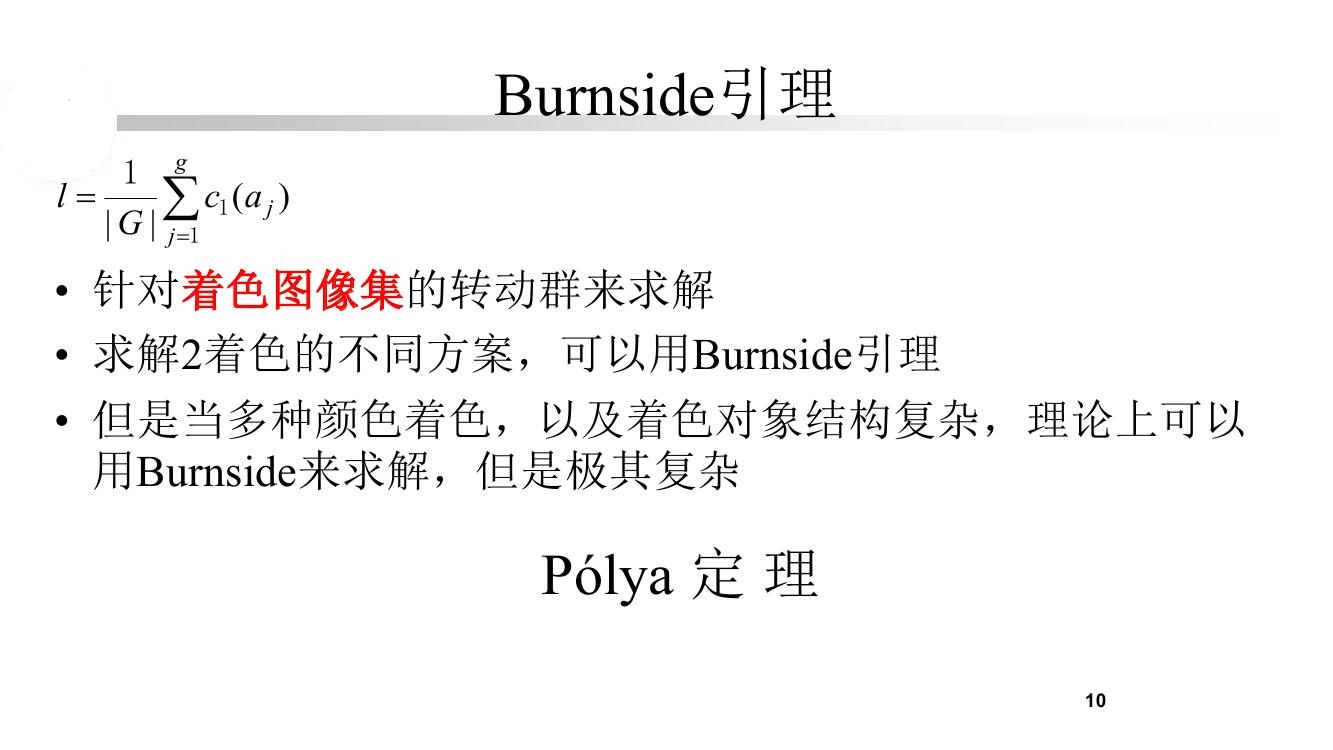 Burnside引理
l = \frac{1}{|G|} \sum_{j=1}^{g} c_1(a_j)
• 针对着色图像集的转动群来求解
• 求解2着色的不同方案，可以用Burnside引理
• 但是当多种颜色着色，以及着色对象结构复杂，理论上可以
用Burnside来求解，但是极其复杂
Pólya 定 理
10